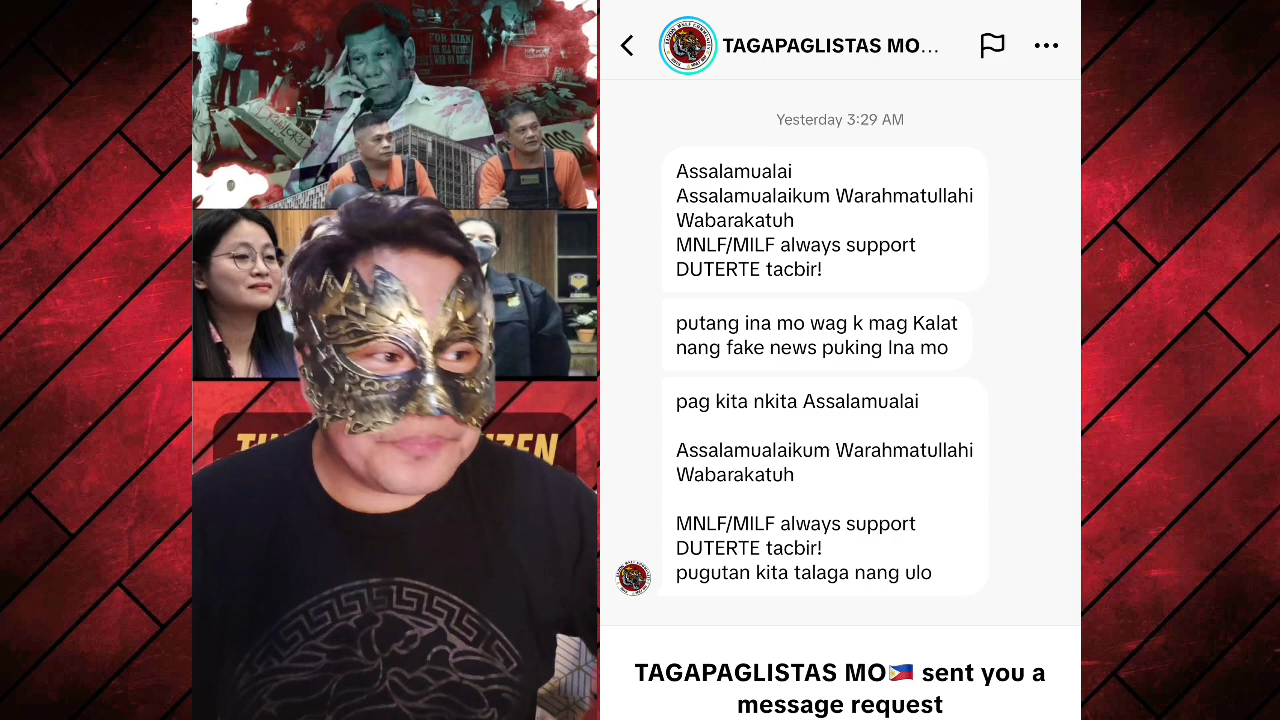 FOR KIAN
TAGAPAGLISTAS MO...
Yesterday 3:29 AM
Assalamualai
Assalamualaikum Warahmatullahi
Wabarakatuh
MNLF/MILF always support
DUTERTE tacbir!
putang ina mo wag k mag Kalat
nang fake news puking Ina mo
pag kita nkita Assalamualai
Assalamualaikum Warahmatullahi
Wabarakatuh
MNLF/MILF always support
DUTERTE tacbir!
pugutan kita talaga nang ulo
TAGAPAGLISTAS MO🇵🇭 sent you a
message request